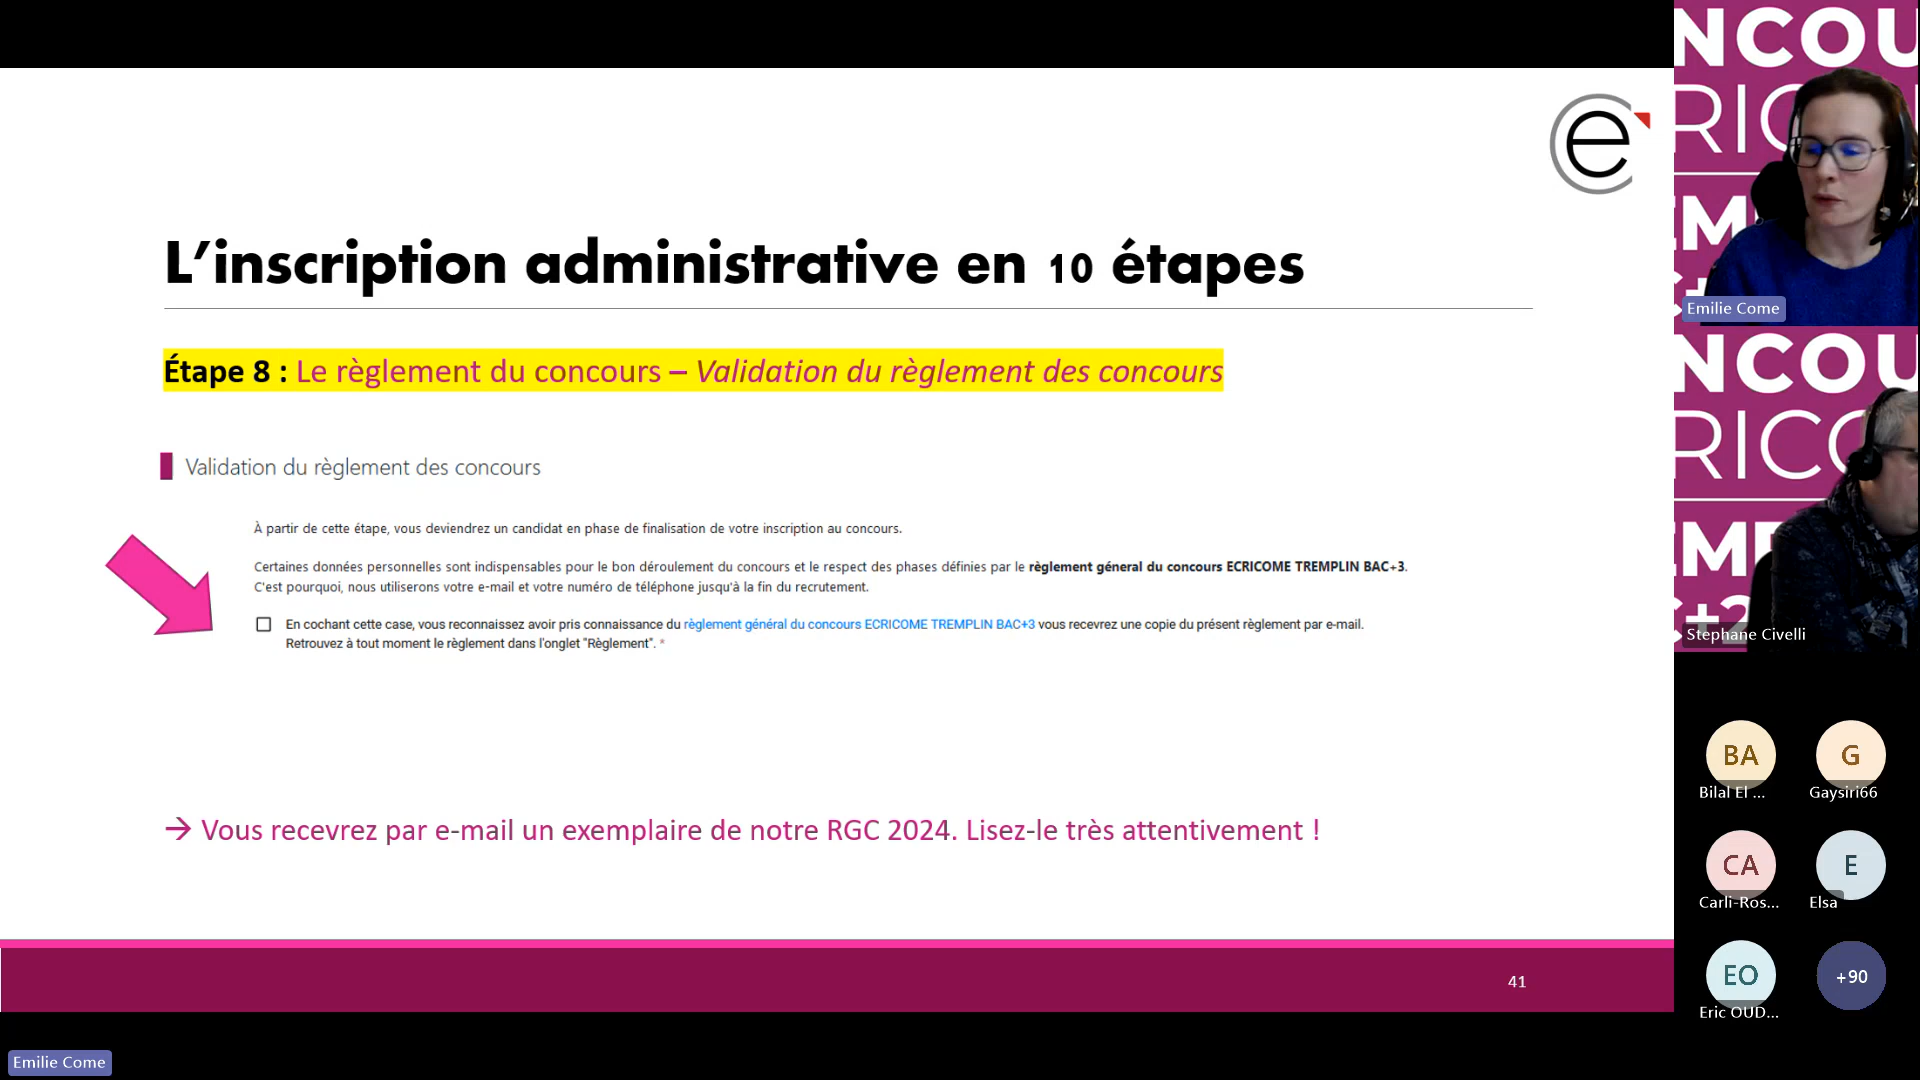 L'inscription administrative en 10 étapes
Étape 8 : Le règlement du concours – Validation du règlement des concours
Validation du règlement des concours
À partir de cette étape, vous deviendrez un candidat en phase de finalisation de votre inscription au concours.
Certaines données personnelles sont indispensables pour le bon déroulement du concours et le respect des phases définies par le règlement géneral du concours ECRICOME TREMPLIN BAC+3.
C'est pourquoi, nous utiliserons votre e-mail et votre numéro de téléphone jusqu'à la fin du recrutement.
En cochant cette case, vous reconnaissez avoir pris connaissance du règlement général du concours ECRICOME TREMPLIN BAC+3 vous recevrez une copie du présent règlement par e-mail.
Retrouvez à tout moment le règlement dans l'onglet "Règlement". *
→ Vous recevrez par e-mail un exemplaire de notre RGC 2024. Lisez-le très attentivement !
41
Emilie Come
e
NCOU
RIC
EM
Emilie Come
NCOU
RICO
EM
C+2
Stephane Civelli
BA
G
Bilal El ...
Gaysiri66
CA
E
Carli-Ros...
Elsa
EO
+90
Eric OUD...